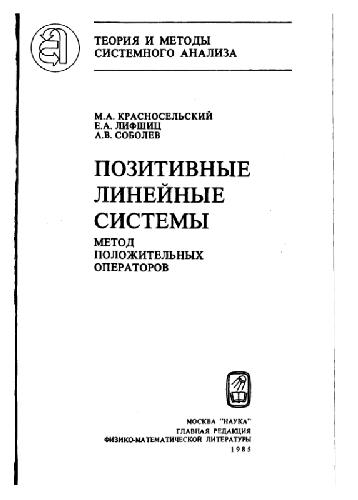 ТЕОРИЯ И МЕТОДЫ
СИСТЕМНОГО АНАЛИЗА
М.А. КРАСНОСЕЛЬСКИЙ
Е.А. ЛИФШИЦ
А.В. СОБОЛЕВ
ПОЗИТИВНЫЕ
ЛИНЕЙНЫЕ
СИСТЕМЫ
МЕТОД
ПОЛОЖИТЕЛЬНЫХ
ОПЕРАТОРОВ
МОСКВА "НАУКА"
ГЛАВНАЯ РЕДАКЦИЯ
ФИЗИКО-МАТЕМАТИЧЕСКОЙ ЛИТЕРАТУРЫ
1985